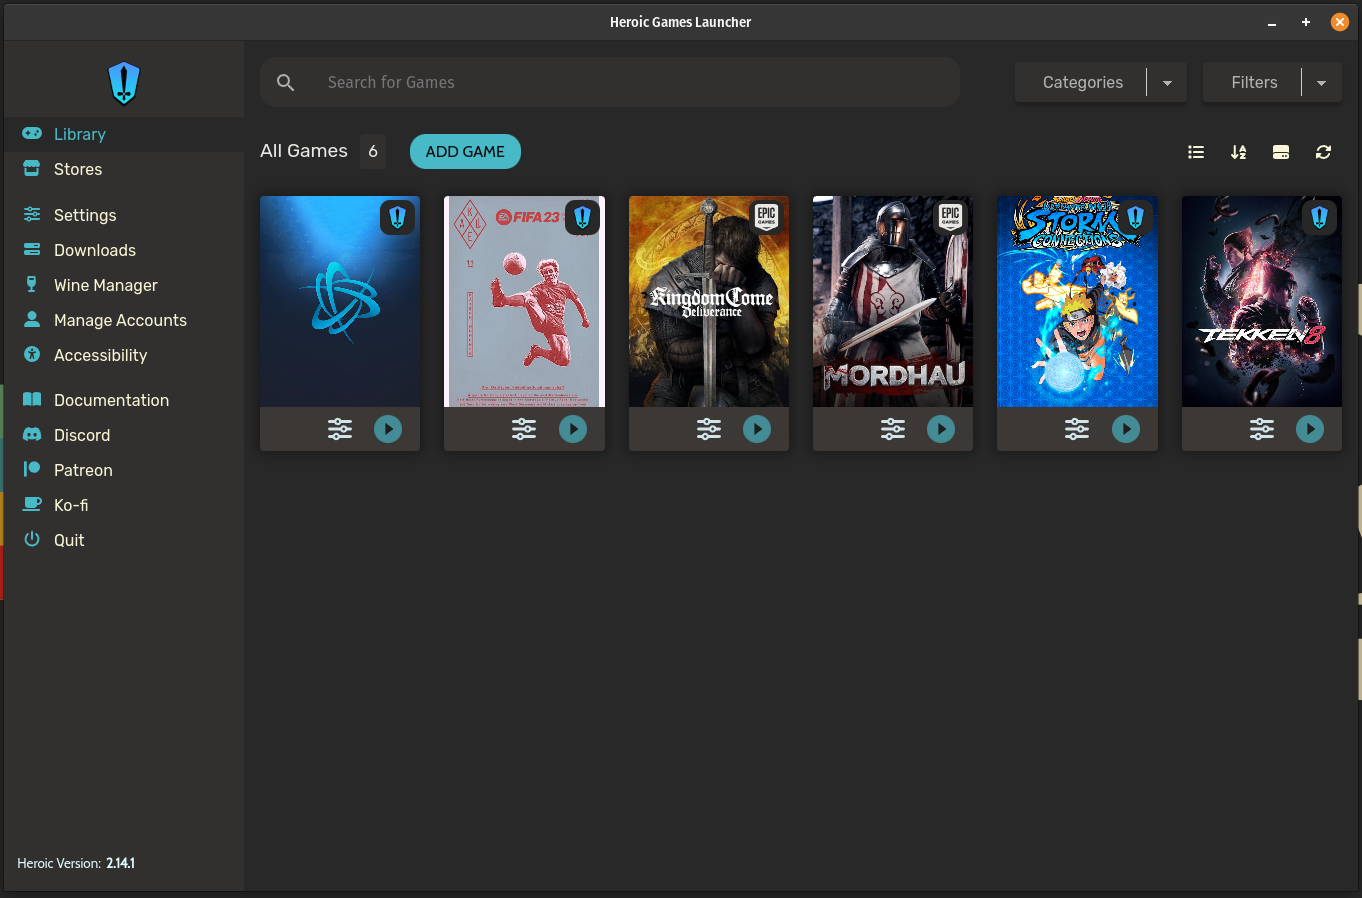 Heroic Games Launcher
Search for Games
Categories
Filters
Library
Stores
Settings
Downloads
Wine Manager
Manage Accounts
Accessibility
Documentation
Discord
Patreon
Ko-fi
Quit
All Games 6
ADD GAME
EA FIFA 23
EPIC
GAMES
Kingdom Come
Deliverance
EPIC
GAMES
MORDHAU
STORM
CONNECTIONS
TEKKEN 8
Heroic Version: 2.14.1